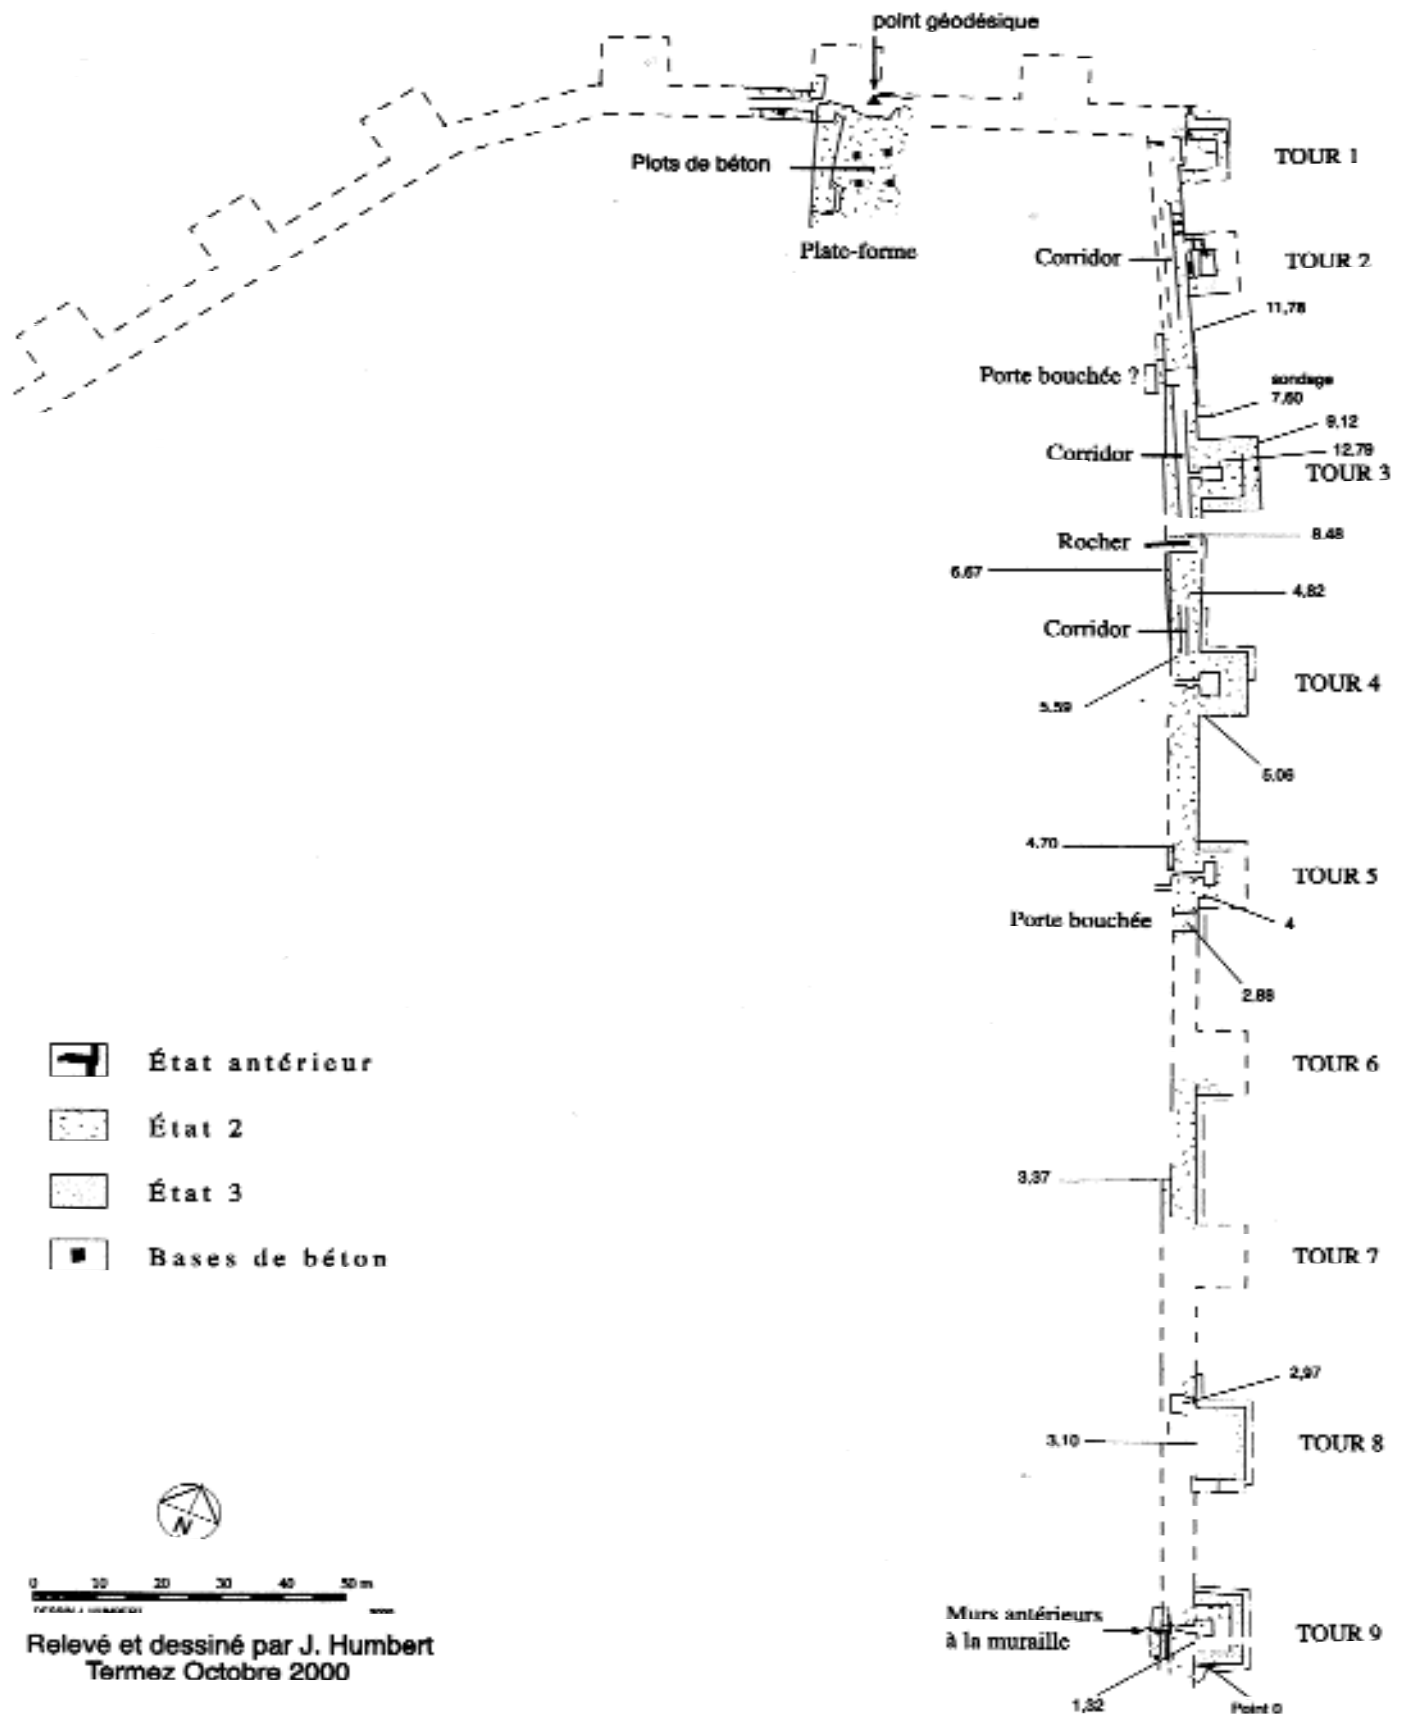 point géodésique
Plots de béton
Plate-forme
TOUR 1
Corridor
TOUR 2
11,78
Porte bouchée ?
sondage
7,60
9.12
Corridor
12,79
TOUR 3
Rocher
8.48
6.67
4,82
Corridor
TOUR 4
5.59
5.06
4.70
TOUR 5
Porte bouchée
4
2.88
État antérieur
TOUR 6
État 2
État 3
3,37
Bases de béton
TOUR 7
2,97
3,10
TOUR 8
N
0 10 20 30 40 50 m
DESSIN J. HUMBERT
Murs antérieurs
à la muraille
TOUR 9
Relevé et dessiné par J. Humbert
Termez Octobre 2000
1,32
Point 0